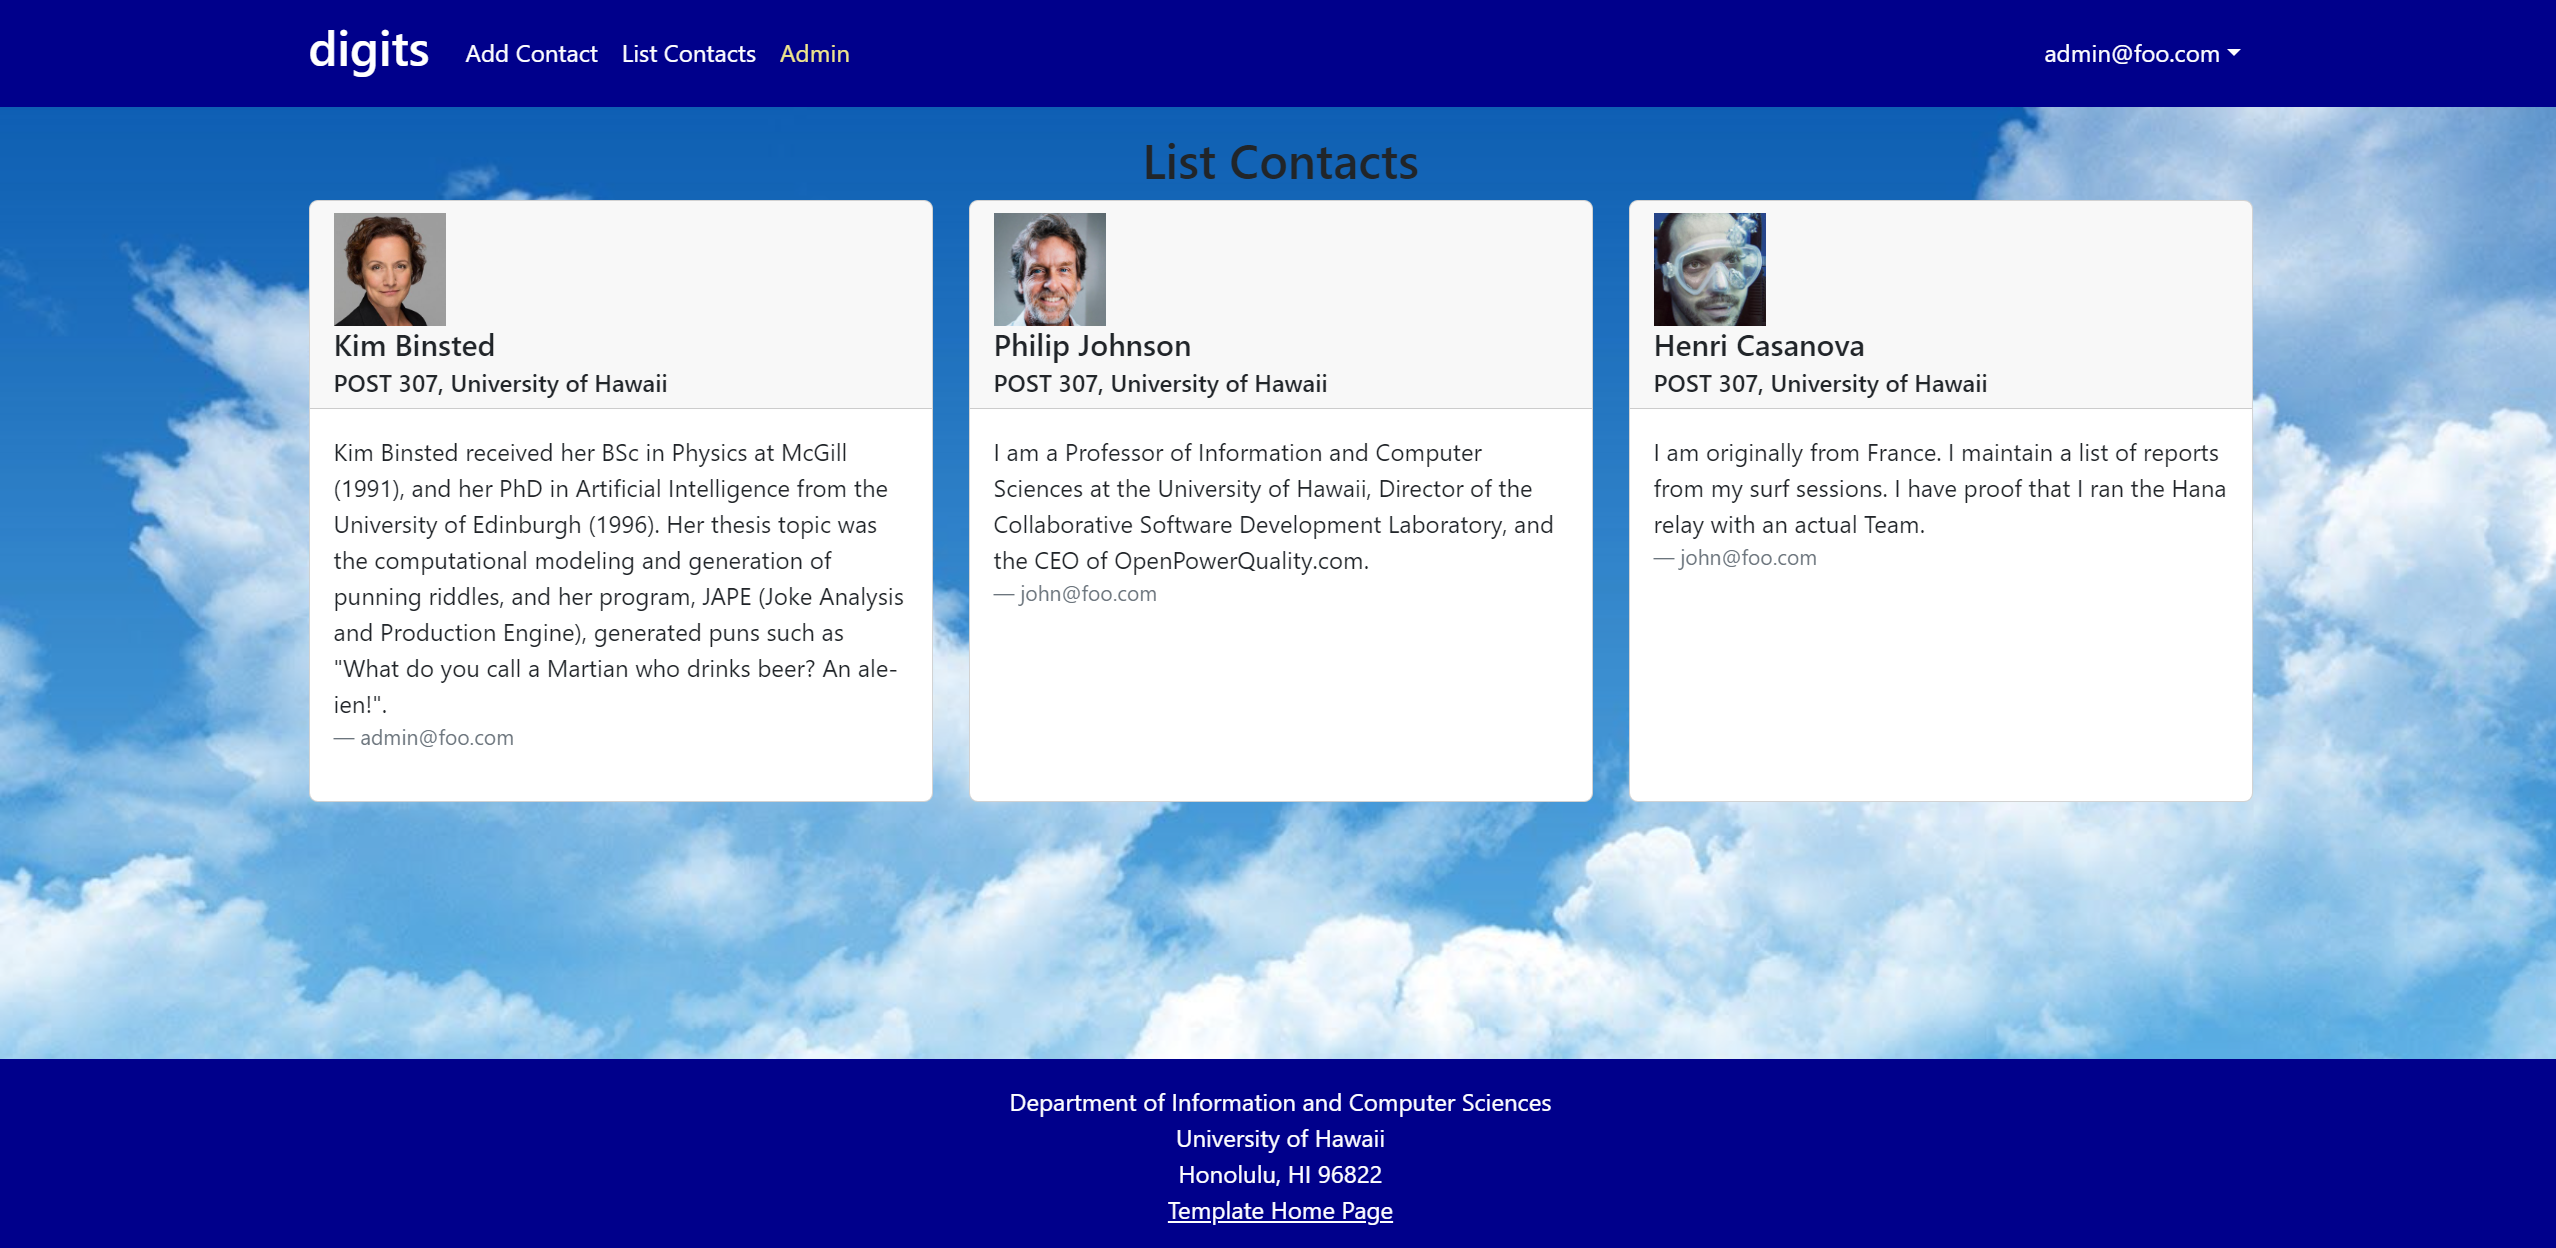 digits Add Contact List Contacts Admin admin@foo.com
List Contacts
Kim Binsted
POST 307, University of Hawaii
Kim Binsted received her BSc in Physics at McGill
(1991), and her PhD in Artificial Intelligence from the
University of Edinburgh (1996). Her thesis topic was
the computational modeling and generation of
punning riddles, and her program, JAPE (Joke Analysis
and Production Engine), generated puns such as
"What do you call a Martian who drinks beer? An ale-
ien!".
— admin@foo.com
Philip Johnson
POST 307, University of Hawaii
I am a Professor of Information and Computer
Sciences at the University of Hawaii, Director of the
Collaborative Software Development Laboratory, and
the CEO of OpenPowerQuality.com.
— john@foo.com
Henri Casanova
POST 307, University of Hawaii
I am originally from France. I maintain a list of reports
from my surf sessions. I have proof that I ran the Hana
relay with an actual Team.
— john@foo.com
Department of Information and Computer Sciences
University of Hawaii
Honolulu, HI 96822
Template Home Page